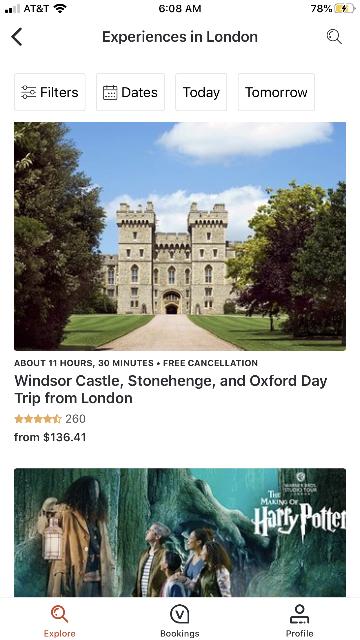 AT&T 6:08 AM 78%
Experiences in London
Filters Dates Today Tomorrow
ABOUT 11 HOURS, 30 MINUTES • FREE CANCELLATION
Windsor Castle, Stonehenge, and Oxford Day
Trip from London
260
from $136.41
WARNER BROS.
STUDIO TOUR
THE
MAKING OF
Harry Potter
Explore Bookings Profile